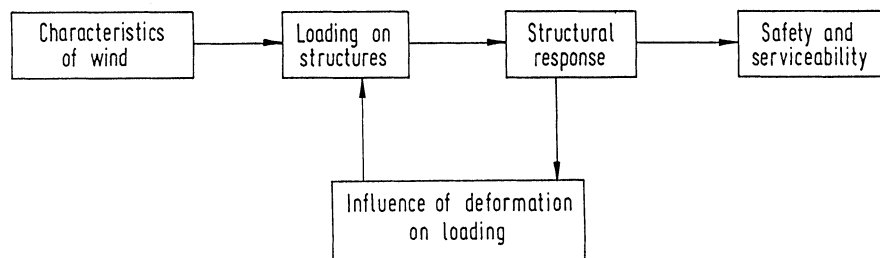 Characteristics
of wind
Loading on
structures
Structural
response
Safety and
serviceability
Influence of deformation
on loading